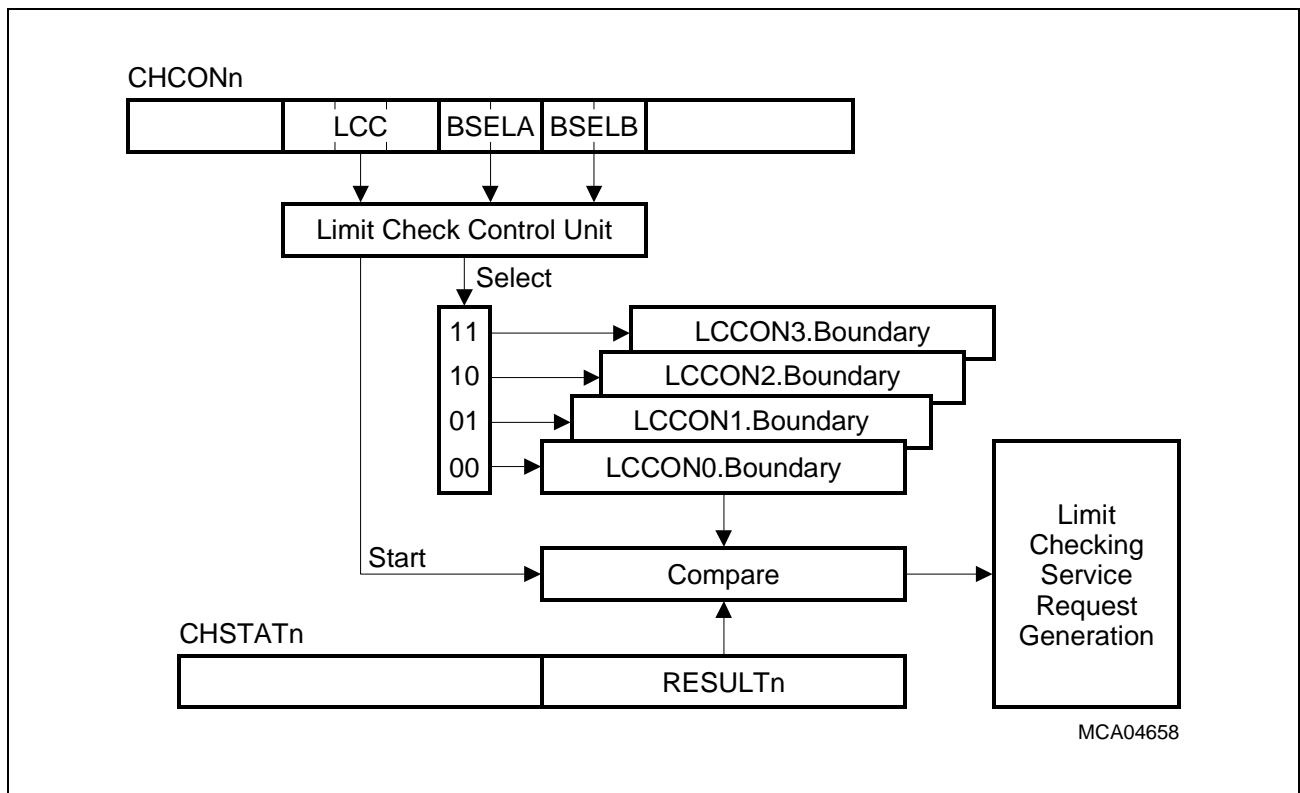 CHCONn
LCC BSELA BSELB
Limit Check Control Unit
Select
11 LCCON3.Boundary
10 LCCON2.Boundary
01 LCCON1.Boundary
00 LCCON0.Boundary
Start
Compare
Limit
Checking
Service
Request
Generation
CHSTATn
RESULTn
MCA04658